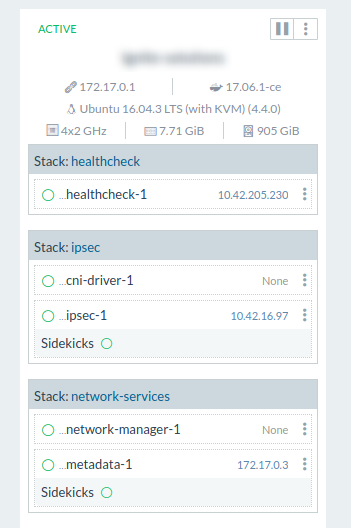 ACTIVE
172.17.0.1 17.06.1-ce
Ubuntu 16.04.3 LTS (with KVM) (4.4.0)
4x2 GHz 7.71 GiB 905 GiB
Stack: healthcheck
...healthcheck-1 10.42.205.230
Stack: ipsec
...cni-driver-1 None
...ipsec-1 10.42.16.97
Sidekicks
Stack: network-services
...network-manager-1 None
...metadata-1 172.17.0.3
Sidekicks